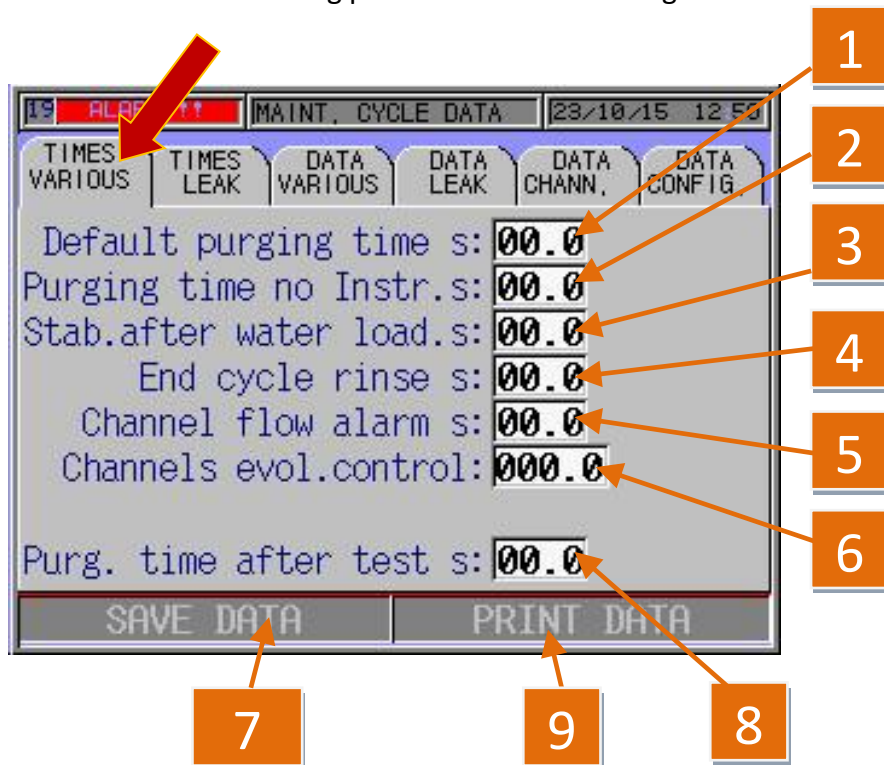 1
19 MAINT. CYCLE DATA 23/10/15 12:50
2
TIMES VARIOUS
TIMES LEAK
DATA VARIOUS
DATA LEAK
DATA CHANN.
DATA CONFIG.
Default purging time s: 00.0
3
Purging time no Instr.s: 00.0
Stab.after water load.s: 00.0
4
End cycle rinse s: 00.0
Channel flow alarm s: 00.0
5
Channels evol.control: 000.0
6
Purg. time after test s: 00.0
SAVE DATA PRINT DATA
7 9 8